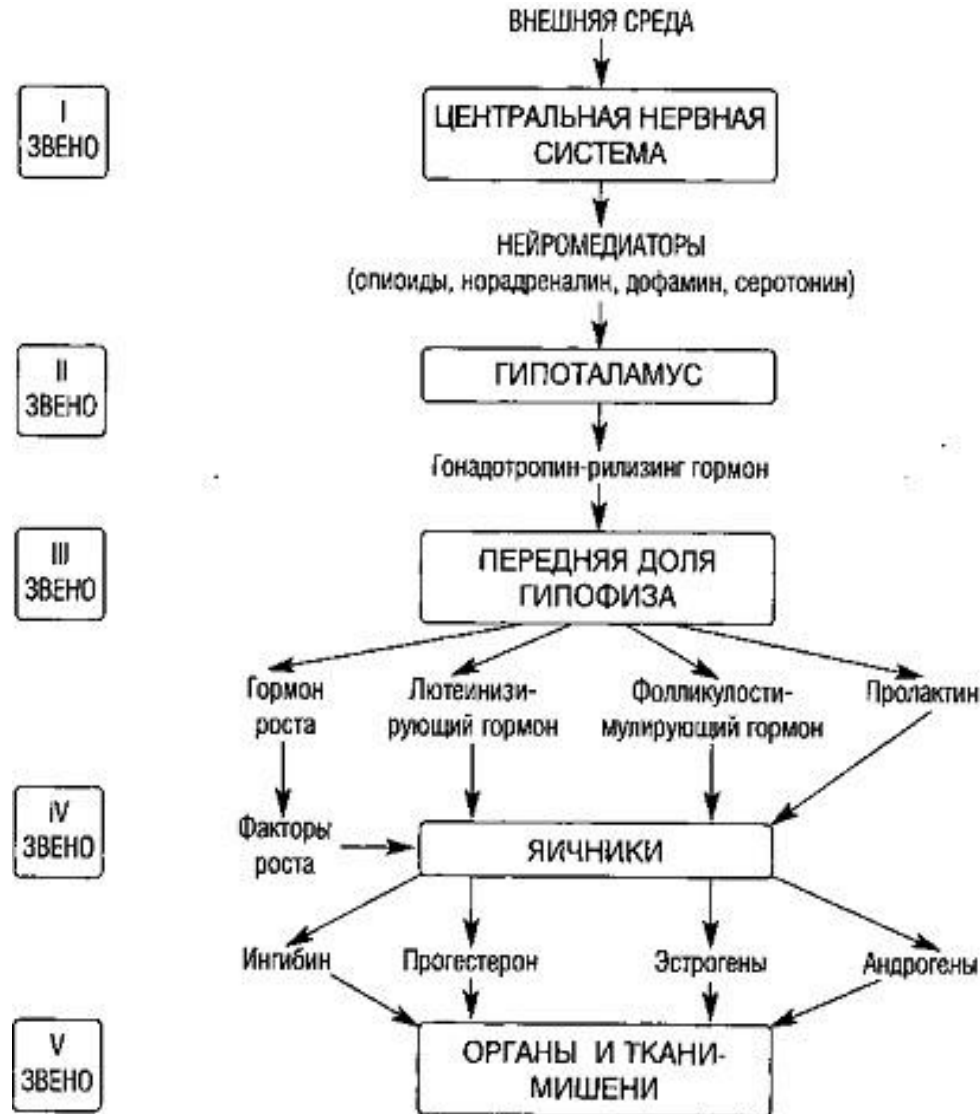 ВНЕШНЯЯ СРЕДА
I
ЗВЕНО
ЦЕНТРАЛЬНАЯ НЕРВНАЯ
СИСТЕМА
НЕЙРОМЕДИАТОРЫ
(опиоиды, норадреналин, дофамин, серотонин)
II
ЗВЕНО
ГИПОТАЛАМУС
Гонадотропин-рилизинг гормон
III
ЗВЕНО
ПЕРЕДНЯЯ ДОЛЯ
ГИПОФИЗА
Гормон
роста
Лютеинизи-
рующий гормон
Фолликулости-
мулирующий гормон
Пролактин
IV
ЗВЕНО
Факторы
роста
ЯИЧНИКИ
Ингибин
Прогестерон
Эстрогены
Андрогены
V
ЗВЕНО
ОРГАНЫ И ТКАНИ-
МИШЕНИ